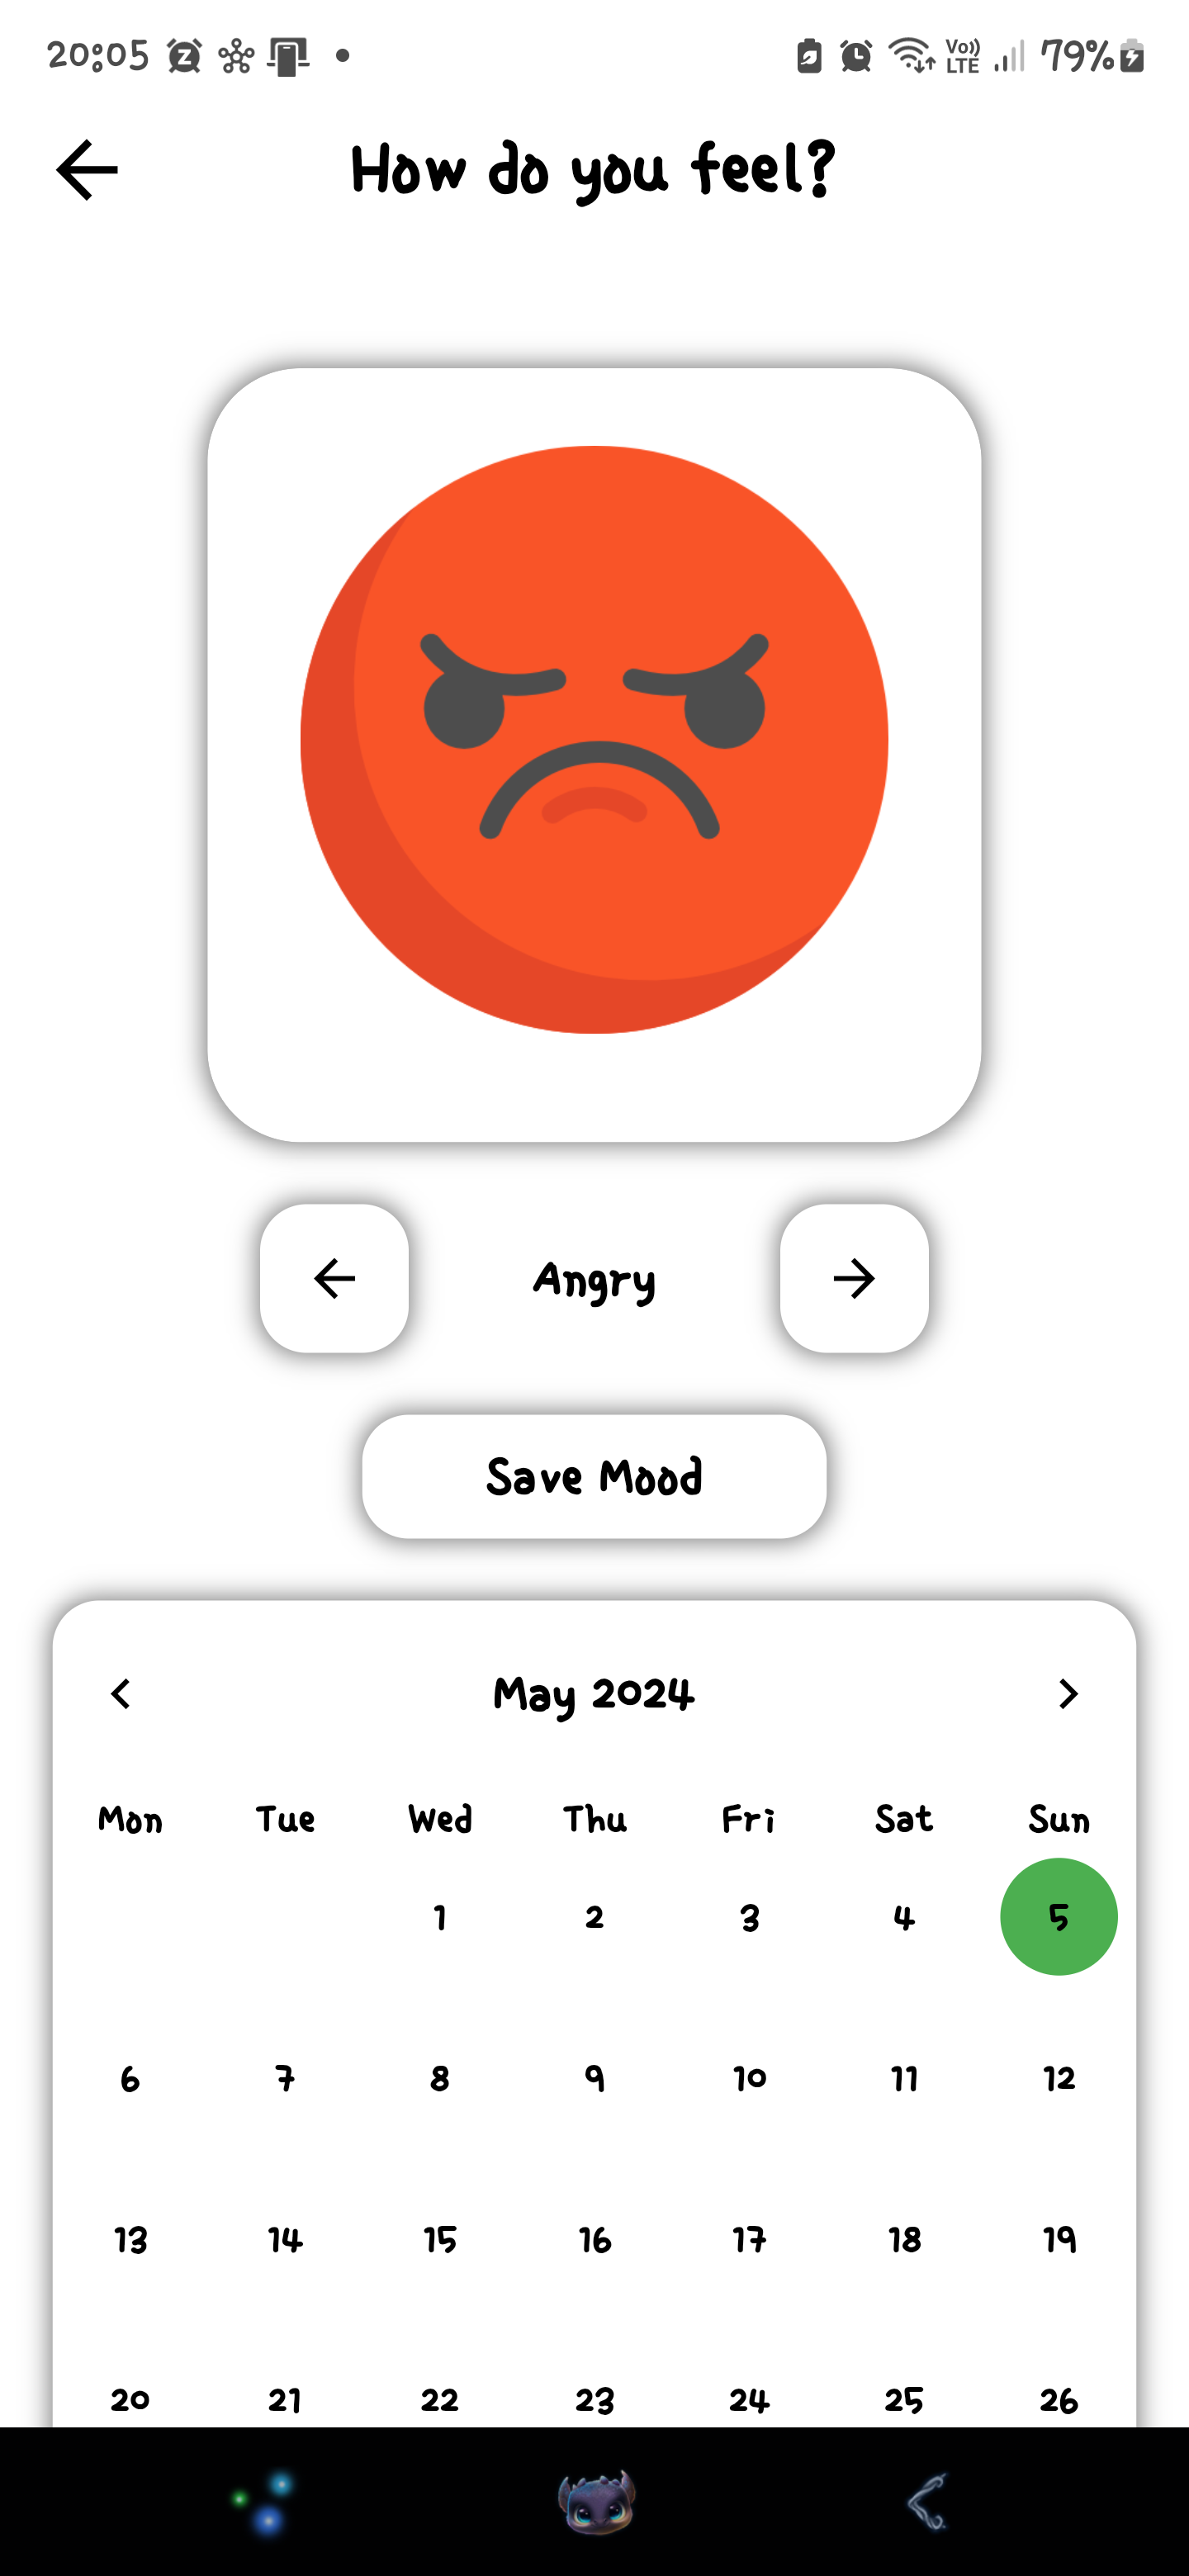 20:05 79%
Vo)) LTE
How do you feel?
Angry
Save Mood
May 2024
Mon Tue Wed Thu Fri Sat Sun
1 2 3 4 5
6 7 8 9 10 11 12
13 14 15 16 17 18 19
20 21 22 23 24 25 26